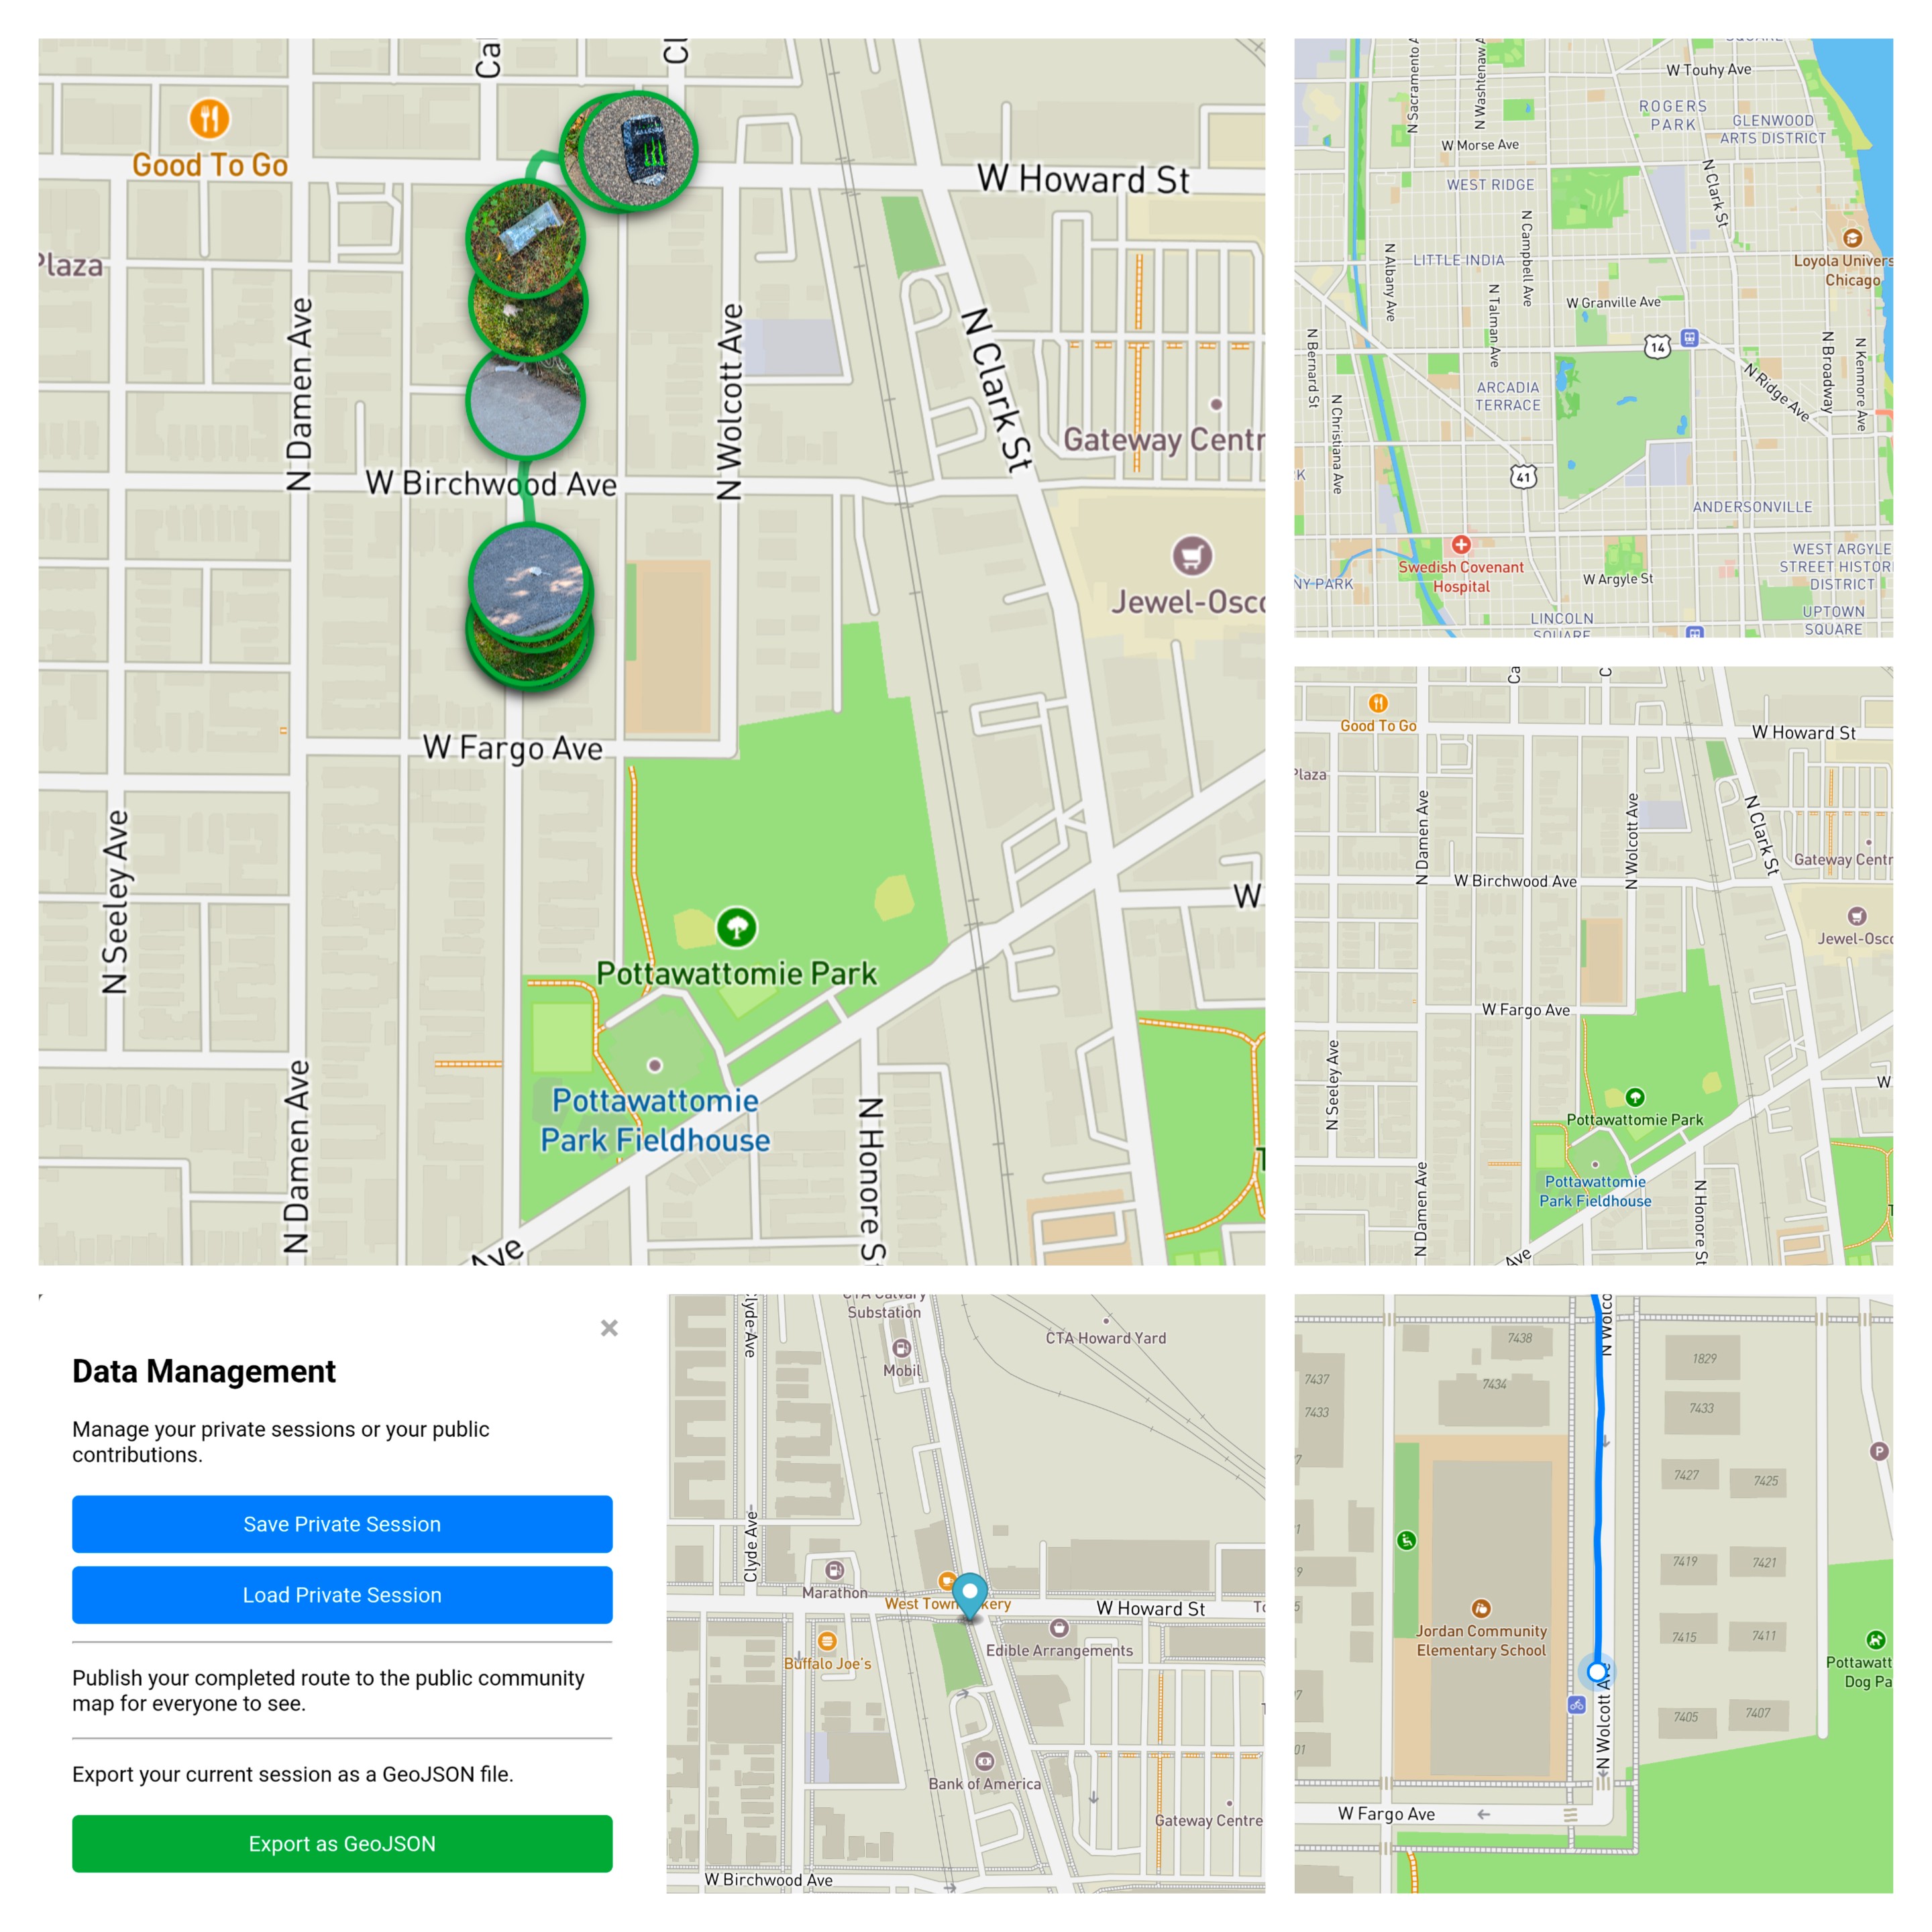 Good To Go
W Howard St
Plaza
N Damen Ave
N Wolcott Ave
N Clark St
W Birchwood Ave
Gateway Centr
Jewel-Osco
W Fargo Ave
N Seeley Ave
W
Pottawattomie Park
Pottawattomie
Park Fieldhouse
N Damen Ave
N Honore St
Ave
N Sacramento A
N Washtenaw A
W Touhy Ave
ROGERS
PARK
GLENWOOD
ARTS DISTRICT
W Morse Ave
WEST RIDGE
N Clark St
N Campbell Ave
N Albany Ave
LITTLE INDIA
Loyola Univers
Chicago
N Talman Ave
W Granville Ave
N Bernard St
14
N Broadway
N Kenmore Ave
N Ridge Ave
ARCADIA
TERRACE
N Christiana Ave
K
41
ANDERSONVILLE
WEST ARGYLE
STREET HISTORI
DISTRICT
Swedish Covenant
Hospital
NY PARK
W Argyle St
LINCOLN
SQUARE
UPTOWN
SQUARE
Good To Go
W Howard St
Plaza
N Damen Ave
N Wolcott Ave
N Clark St
Gateway Centr
W Birchwood Ave
Jewel-Osco
W Fargo Ave
N Seeley Ave
W
Pottawattomie Park
Pottawattomie
Park Fieldhouse
N Damen Ave
N Honore St
Ave
×
Data Management
Manage your private sessions or your public
contributions.
Save Private Session
Load Private Session
Publish your completed route to the public community
map for everyone to see.
Export your current session as a GeoJSON file.
Export as GeoJSON
Clyde Ave
CTA Calvary
Substation
CTA Howard Yard
Mobil
Clyde Ave
Marathon
West Town kery
W Howard St
Edible Arrangements
Buffalo Joe's
Bank of America
Gateway Centre
W Birchwood Ave
N Wolco
7438
1829
7437
7434
7433
7433
P
7427
7425
7419
7421
Jordan Community
Elementary School
7415
7411
Pottawatt
Dog Pa
N Wolcott Ave
7405
7407
01
W Fargo Ave